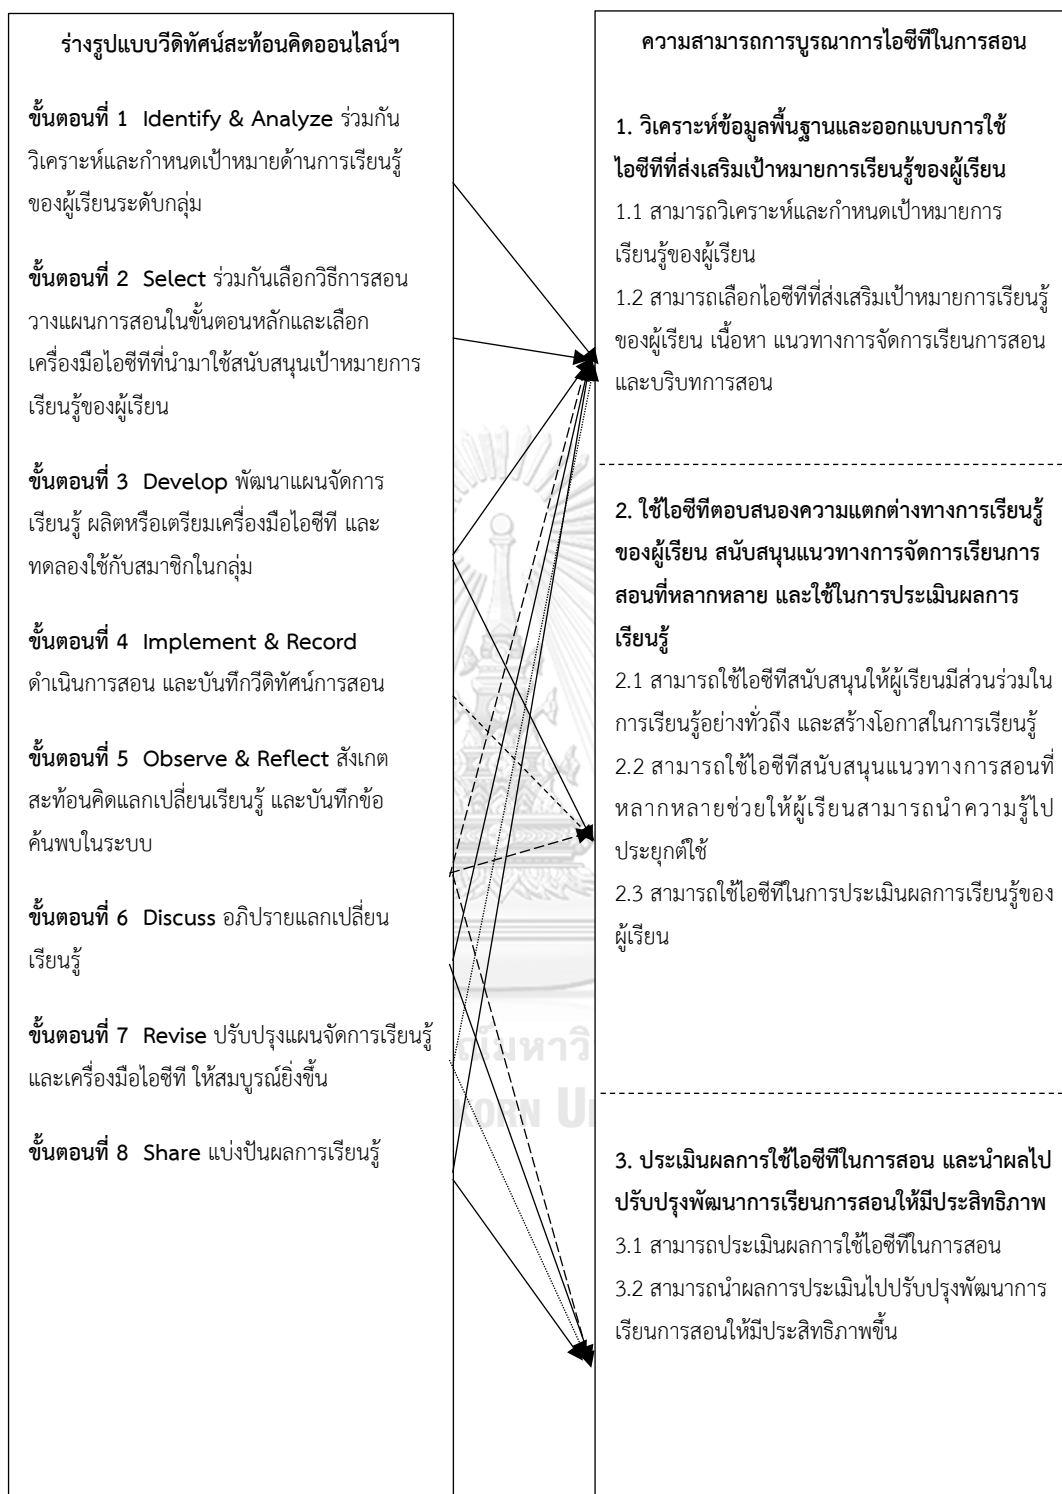 ร่างรูปแบบวีดิทัศน์สะท้อนคิดออนไลน์ฯ
ขั้นตอนที่ 1 Identify & Analyze ร่วมกัน
วิเคราะห์และกำหนดเป้าหมายด้านการเรียนรู้
ของผู้เรียนระดับกลุ่ม
ขั้นตอนที่ 2 Select ร่วมกันเลือกวิธีการสอน
วางแผนการสอนในขั้นตอนหลักและเลือก
เครื่องมือไอซีทีที่นำมาใช้สนับสนุนเป้าหมายการ
เรียนรู้ของผู้เรียน
ขั้นตอนที่ 3 Develop พัฒนาแผนจัดการ
เรียนรู้ ผลิตหรือเตรียมเครื่องมือไอซีที และ
ทดลองใช้กับสมาชิกในกลุ่ม
ขั้นตอนที่ 4 Implement & Record
ดำเนินการสอน และบันทึกวีดิทัศน์การสอน
ขั้นตอนที่ 5 Observe & Reflect สังเกต
สะท้อนคิดแลกเปลี่ยนเรียนรู้ และบันทึกข้อ
ค้นพบในระบบ
ขั้นตอนที่ 6 Discuss อภิปรายแลกเปลี่ยน
เรียนรู้
ขั้นตอนที่ 7 Revise ปรับปรุงแผนจัดการเรียนรู้
และเครื่องมือไอซีที ให้สมบูรณ์ยิ่งขึ้น
ขั้นตอนที่ 8 Share แบ่งปันผลการเรียนรู้
ความสามารถการบูรณาการไอซีทีในการสอน
1. วิเคราะห์ข้อมูลพื้นฐานและออกแบบการใช้
ไอซีทีที่ส่งเสริมเป้าหมายการเรียนรู้ของผู้เรียน
1.1 สามารถวิเคราะห์และกำหนดเป้าหมายการ
เรียนรู้ของผู้เรียน
1.2 สามารถเลือกไอซีทีที่ส่งเสริมเป้าหมายการเรียนรู้
ของผู้เรียน เนื้อหา แนวทางการจัดการเรียนการสอน
และบริบทการสอน
2. ใช้ไอซีทีตอบสนองความแตกต่างทางการเรียนรู้
ของผู้เรียน สนับสนุนแนวทางการจัดการเรียนการ
สอนที่หลากหลาย และใช้ในการประเมินผลการ
เรียนรู้
2.1 สามารถใช้ไอซีทีสนับสนุนให้ผู้เรียนมีส่วนร่วมใน
การเรียนรู้อย่างทั่วถึง และสร้างโอกาสในการเรียนรู้
2.2 สามารถใช้ไอซีทีสนับสนุนแนวทางการสอนที่
หลากหลายช่วยให้ผู้เรียนสามารถนำความรู้ไป
ประยุกต์ใช้
2.3 สามารถใช้ไอซีทีในการประเมินผลการเรียนรู้ของ
ผู้เรียน
3. ประเมินผลการใช้ไอซีทีในการสอน และนำผลไป
ปรับปรุงพัฒนาการเรียนการสอนให้มีประสิทธิภาพ
3.1 สามารถประเมินผลการใช้ไอซีทีในการสอน
3.2 สามารถนำผลการประเมินไปปรับปรุงพัฒนาการ
เรียนการสอนให้มีประสิทธิภาพขึ้น